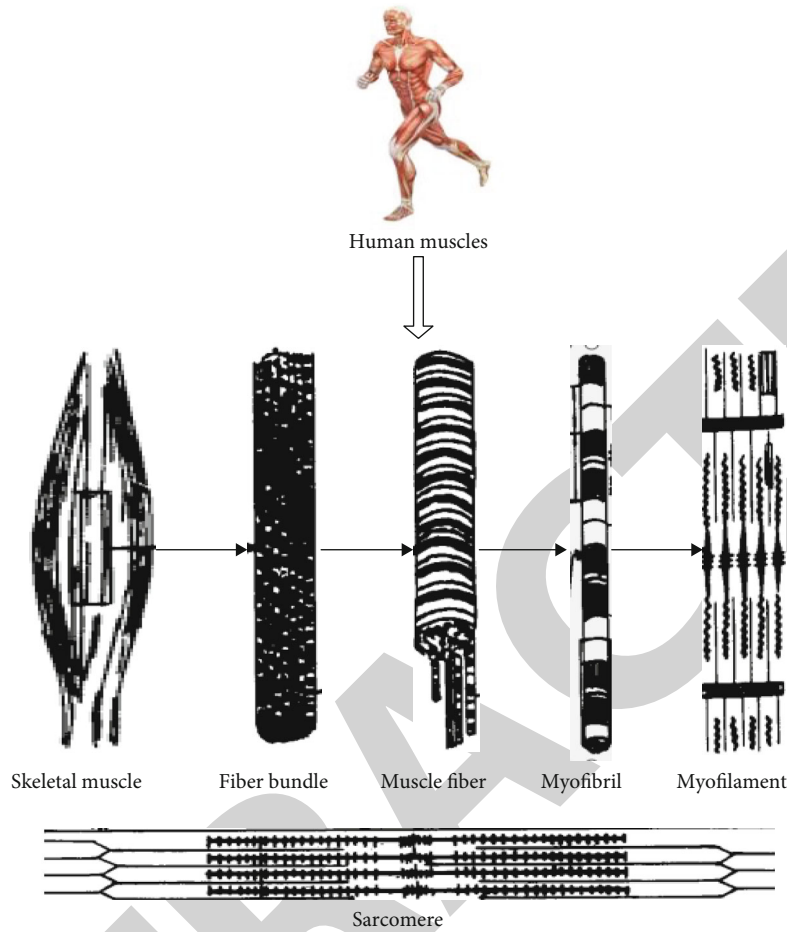 Human muscles
Skeletal muscle
Fiber bundle
Muscle fiber
Myofibril
Myofilament
Sarcomere